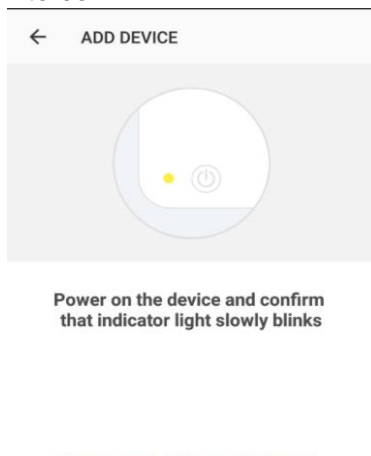 ADD DEVICE
Power on the device and confirm
that indicator light slowly blinks